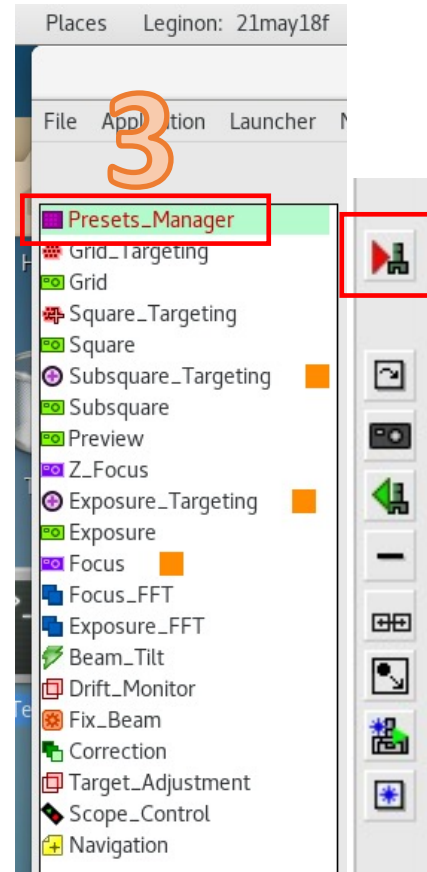 Places Leginon: 21may18f
File Application Launcher
3
Presets_Manager
Grid_Targeting
Grid
Square_Targeting
Square
Subsquare_Targeting
Subsquare
Preview
Z_Focus
Exposure_Targeting
Exposure
Focus
Focus_FFT
Exposure_FFT
Beam_Tilt
Drift_Monitor
Fix_Beam
Correction
Target_Adjustment
Scope_Control
Navigation